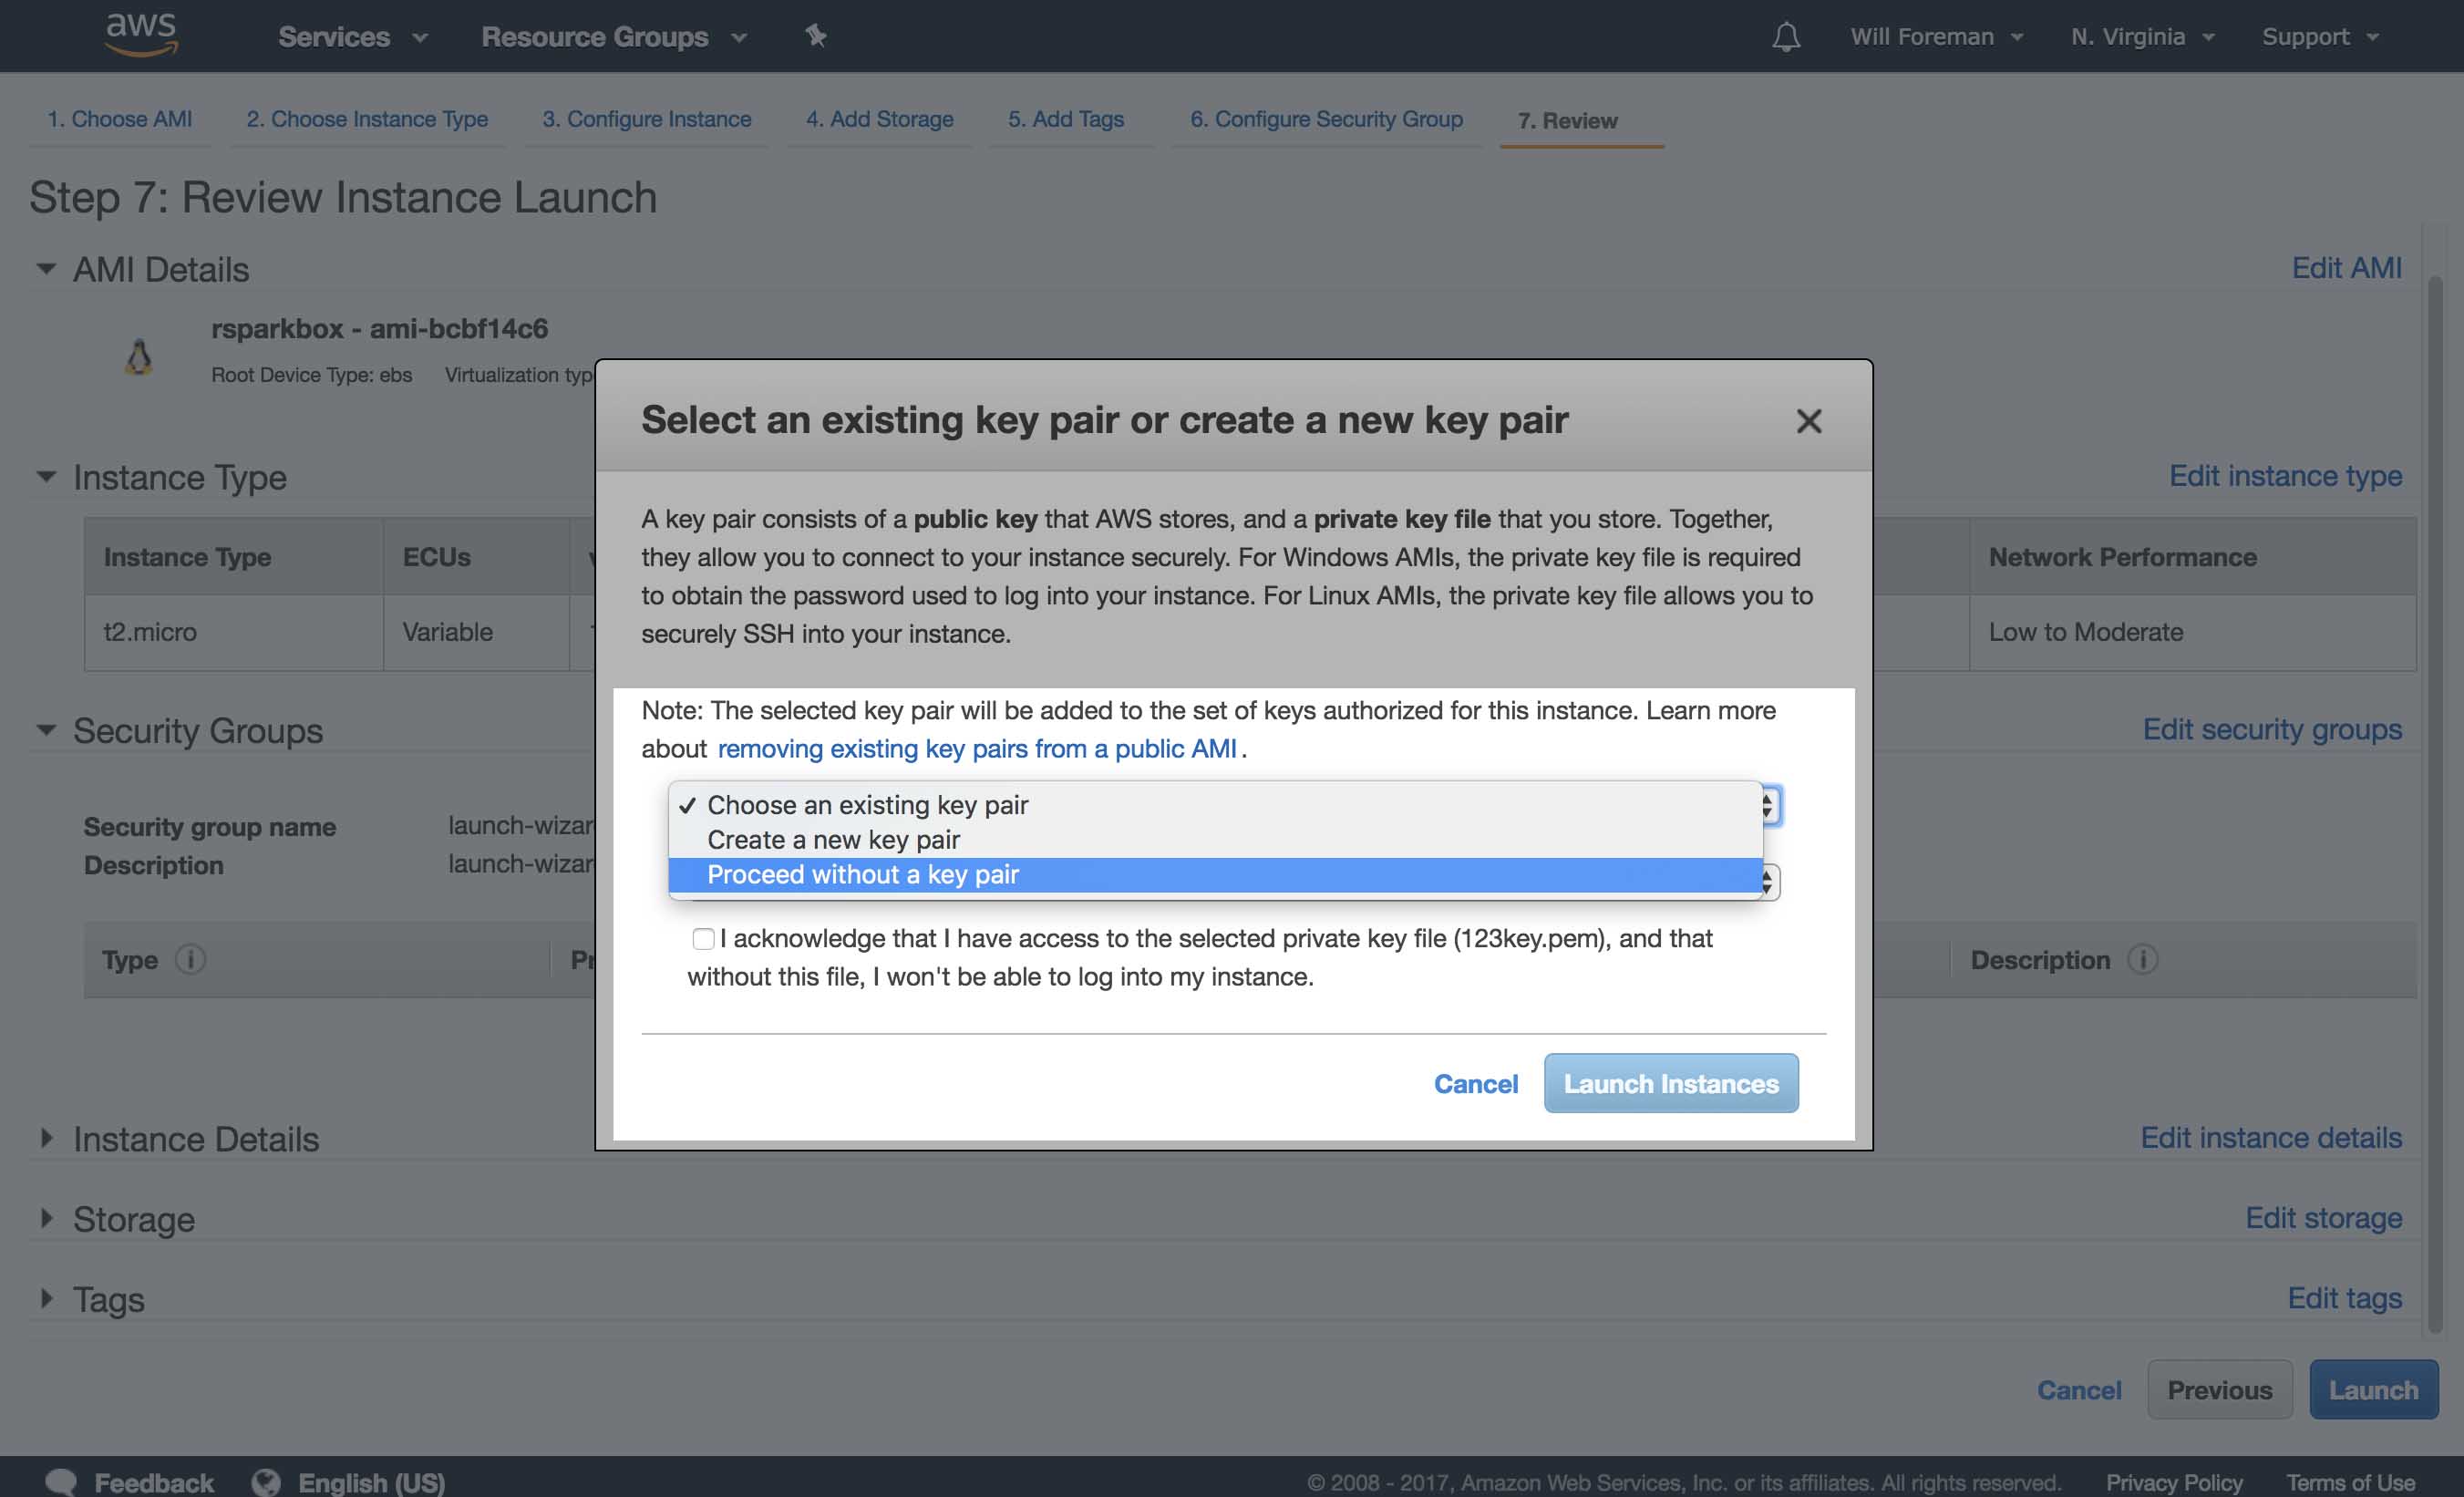 aws Services Resource Groups Will Foreman N. Virginia Support
1. Choose AMI 2. Choose Instance Type 3. Configure Instance 4. Add Storage 5. Add Tags 6. Configure Security Group 7. Review
Step 7: Review Instance Launch
AMI Details Edit AMI
rsparkbox - ami-bcbf14c6
Root Device Type: ebs Virtualization
Select an existing key pair or create a new key pair
Instance Type Edit instance type
A key pair consists of a public key that AWS stores, and a private key file that you store. Together,
they allow you to connect to your instance securely. For Windows AMIs, the private key file is required
to obtain the password used to log into your instance. For Linux AMIs, the private key file allows you to
securely SSH into your instance.
Instance Type ECUs Network Performance
t2.micro Variable Low to Moderate
Security Groups Edit security groups
Note: The selected key pair will be added to the set of keys authorized for this instance. Learn more
about removing existing key pairs from a public AMI.
Choose an existing key pair
Create a new key pair
Proceed without a key pair
Security group name launch-wizar
Description launch-wizar
I acknowledge that I have access to the selected private key file (123key.pem), and that
without this file, I won't be able to log into my instance.
Type Description
Cancel Launch Instances
Instance Details Edit instance details
Storage Edit storage
Tags Edit tags
Cancel Previous Launch
Feedback English (US) © 2008 - 2017, Amazon Web Services, Inc. or its affiliates. All rights reserved. Privacy Policy Terms of Use